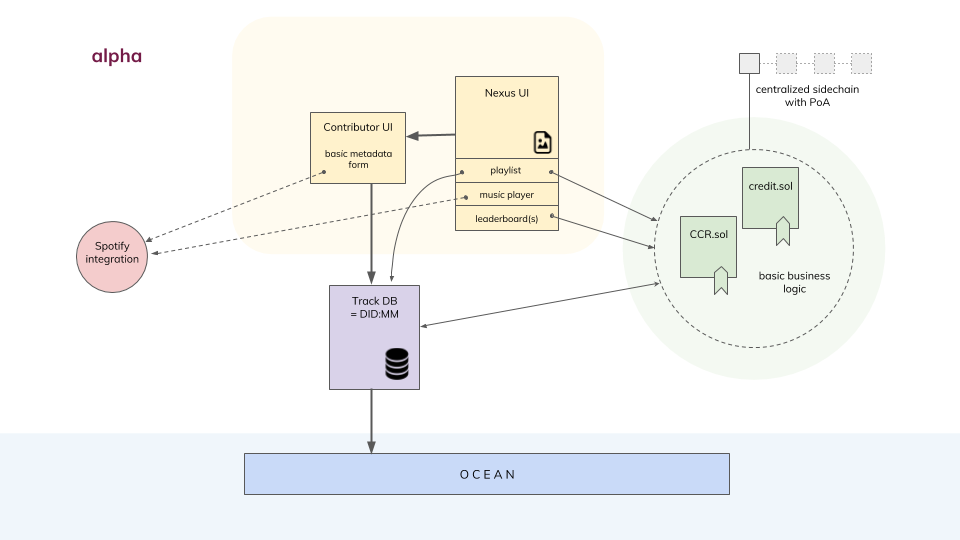 alpha
centralized sidechain
with PoA
Nexus UI
Contributor UI
basic metadata
form
playlist
music player
leaderboard(s)
credit.sol
CCR.sol
basic business
logic
Spotify
integration
Track DB
= DID:MM
OCEAN